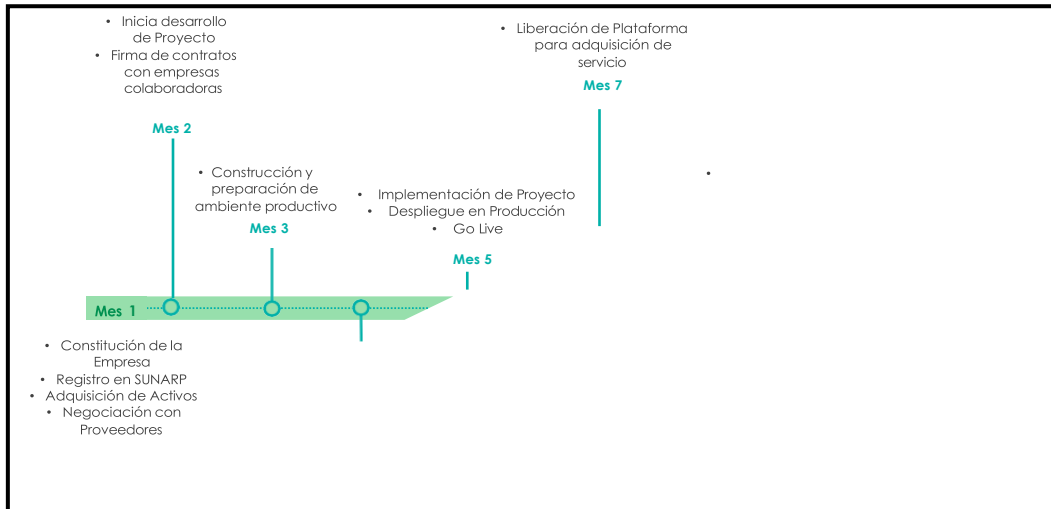 • Inicia desarrollo
de Proyecto
• Firma de contratos
con empresas
colaboradoras
Mes 2
• Liberación de Plataforma
para adquisición de
servicio
Mes 7
• Construcción y
preparación de
ambiente productivo
Mes 3
•
• Implementación de Proyecto
• Despliegue en Producción
• Go Live
Mes 5
Mes 1
• Constitución de la
Empresa
• Registro en SUNARP
• Adquisición de Activos
• Negociación con
Proveedores